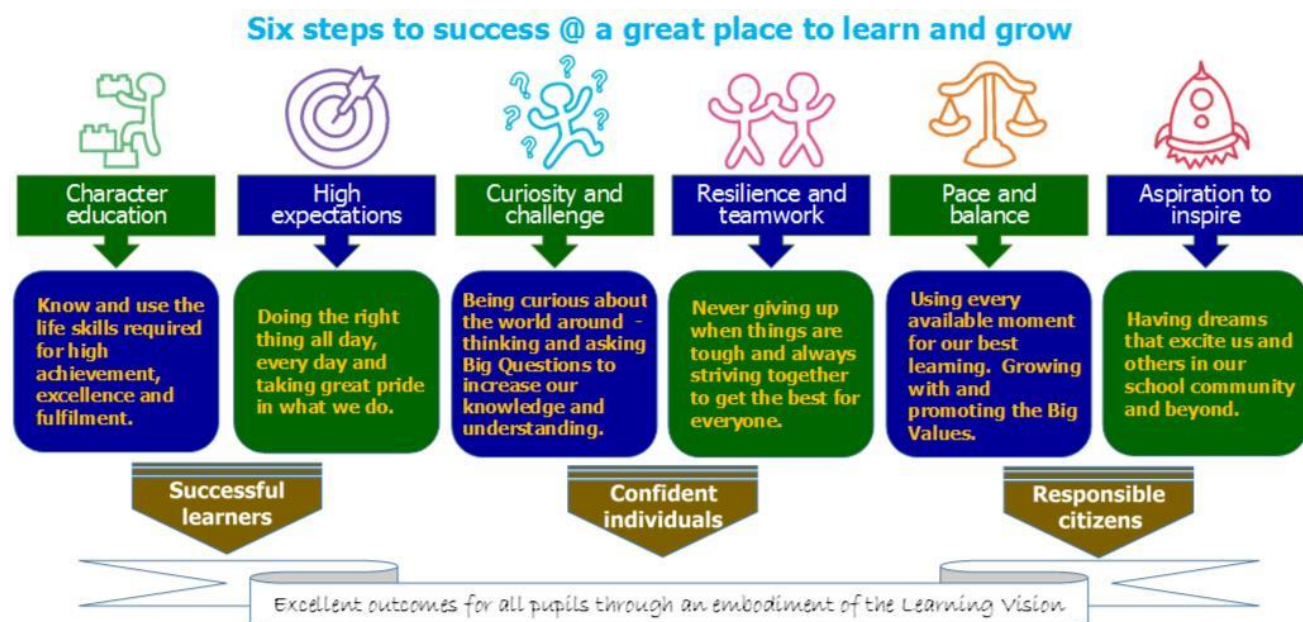 Six steps to success @ a great place to learn and grow
Character
education
High
expectations
Curiosity and
challenge
Resilience and
teamwork
Pace and
balance
Aspiration to
inspire
Know and use the
life skills required
for high
achievement,
excellence and
fulfilment.
Doing the right
thing all day,
every day and
taking great pride
in what we do.
Being curious about
the world around -
thinking and asking
Big Questions to
increase our
knowledge and
understanding.
Never giving up
when things are
tough and always
striving together
to get the best for
everyone.
Using every
available moment
for our best
learning. Growing
with and
promoting the Big
Values.
Having dreams
that excite us and
others in our
school community
and beyond.
Successful
learners
Confident
individuals
Responsible
citizens
Excellent outcomes for all pupils through an embodiment of the Learning Vision